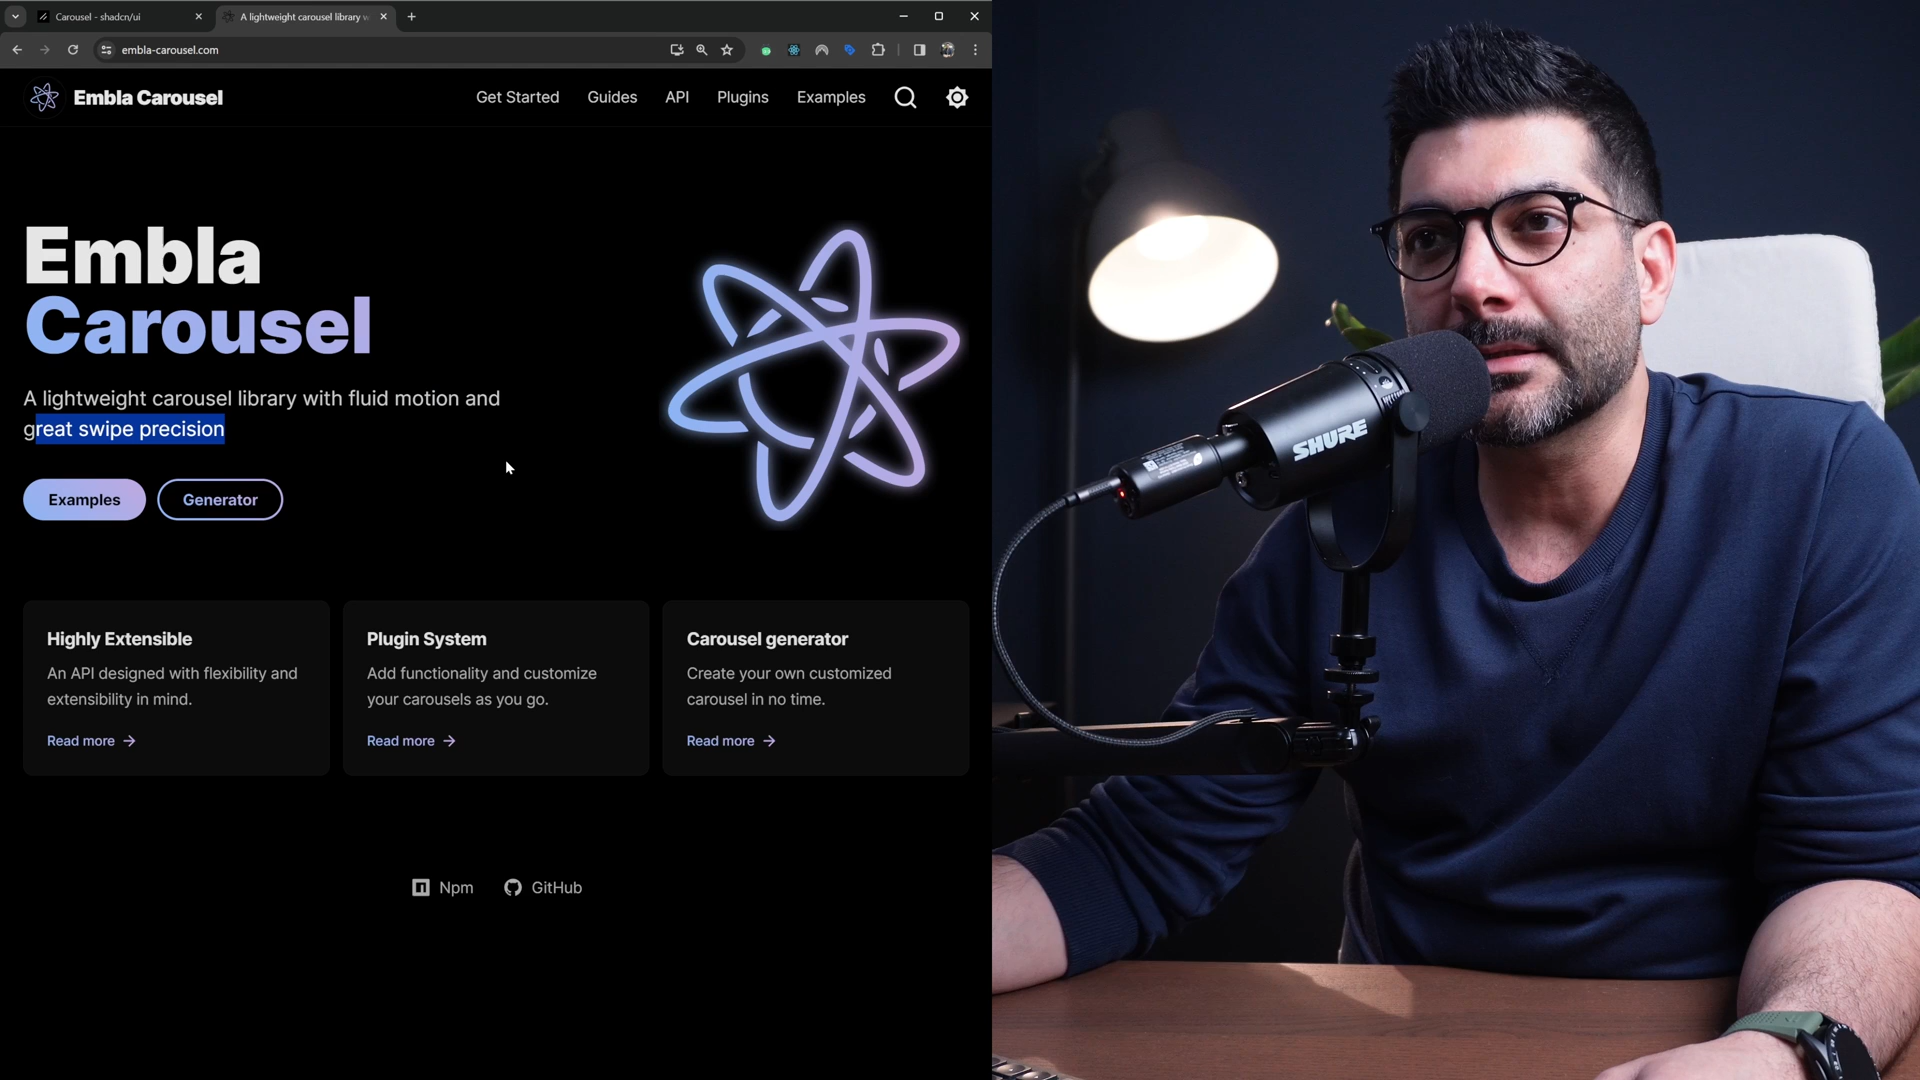 Carousel - shadcn/ui
A lightweight carousel library w
embla-carousel.com
Embla Carousel
Get Started
Guides
API
Plugins
Examples
Embla
Carousel
A lightweight carousel library with fluid motion and
great swipe precision
Examples
Generator
Highly Extensible
An API designed with flexibility and
extensibility in mind.
Read more
Plugin System
Add functionality and customize
your carousels as you go.
Read more
Carousel generator
Create your own customized
carousel in no time.
Read more
Npm
GitHub
SHURE